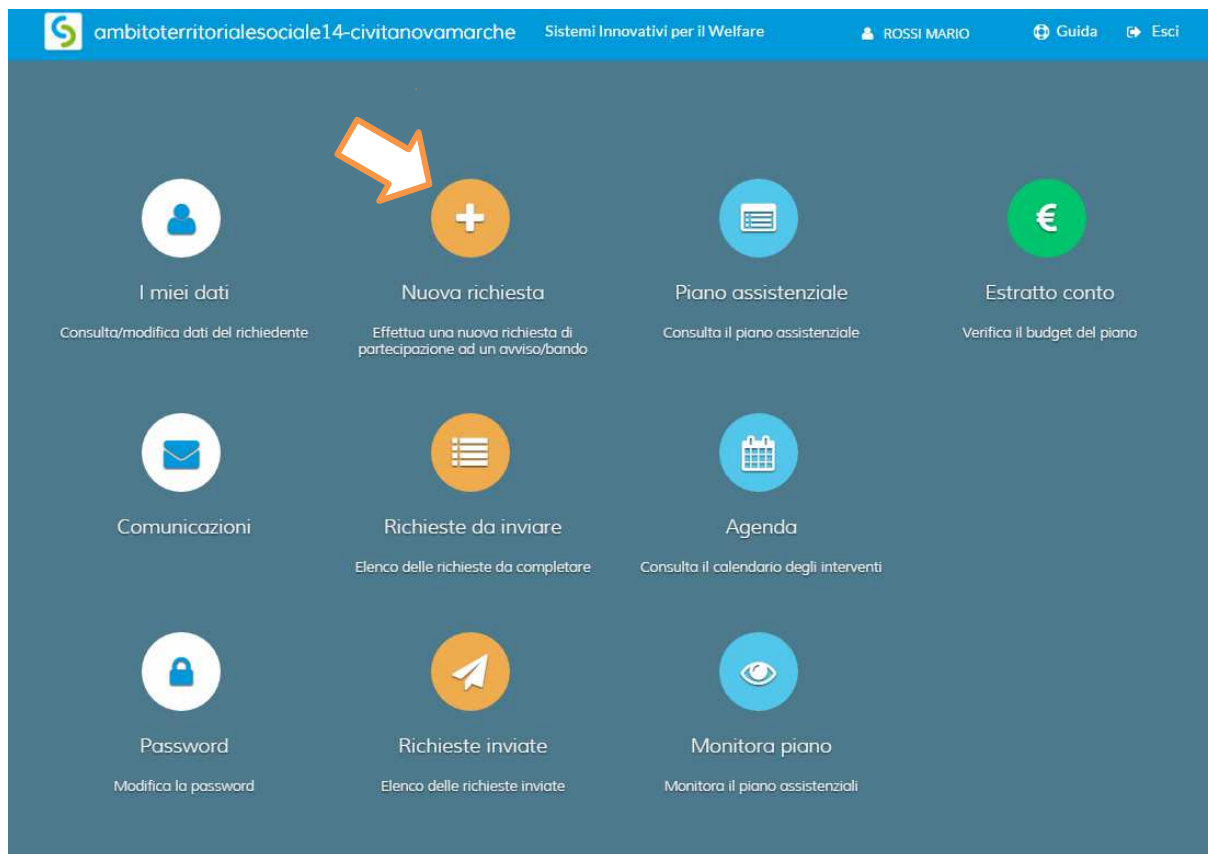 ambitoterritorialesociale14-civitanovamarche Sistemi Innovativi per il Welfare ROSSI MARIO Guida Esci
I miei dati Nuova richiesta Piano assistenziale Estratto conto
Consulta/modifica dati del richiedente Effettua una nuova richiesta di Consulta il piano assistenziale Verifica il budget del piano
partecipazione ad un avviso/bando
Comunicazioni Richieste da inviare Agenda
Elenco delle richieste da completare Consulta il calendario degli interventi
Password Richieste inviate Monitora piano
Modifica la password Elenco delle richieste inviate Monitora il piano assistenziali